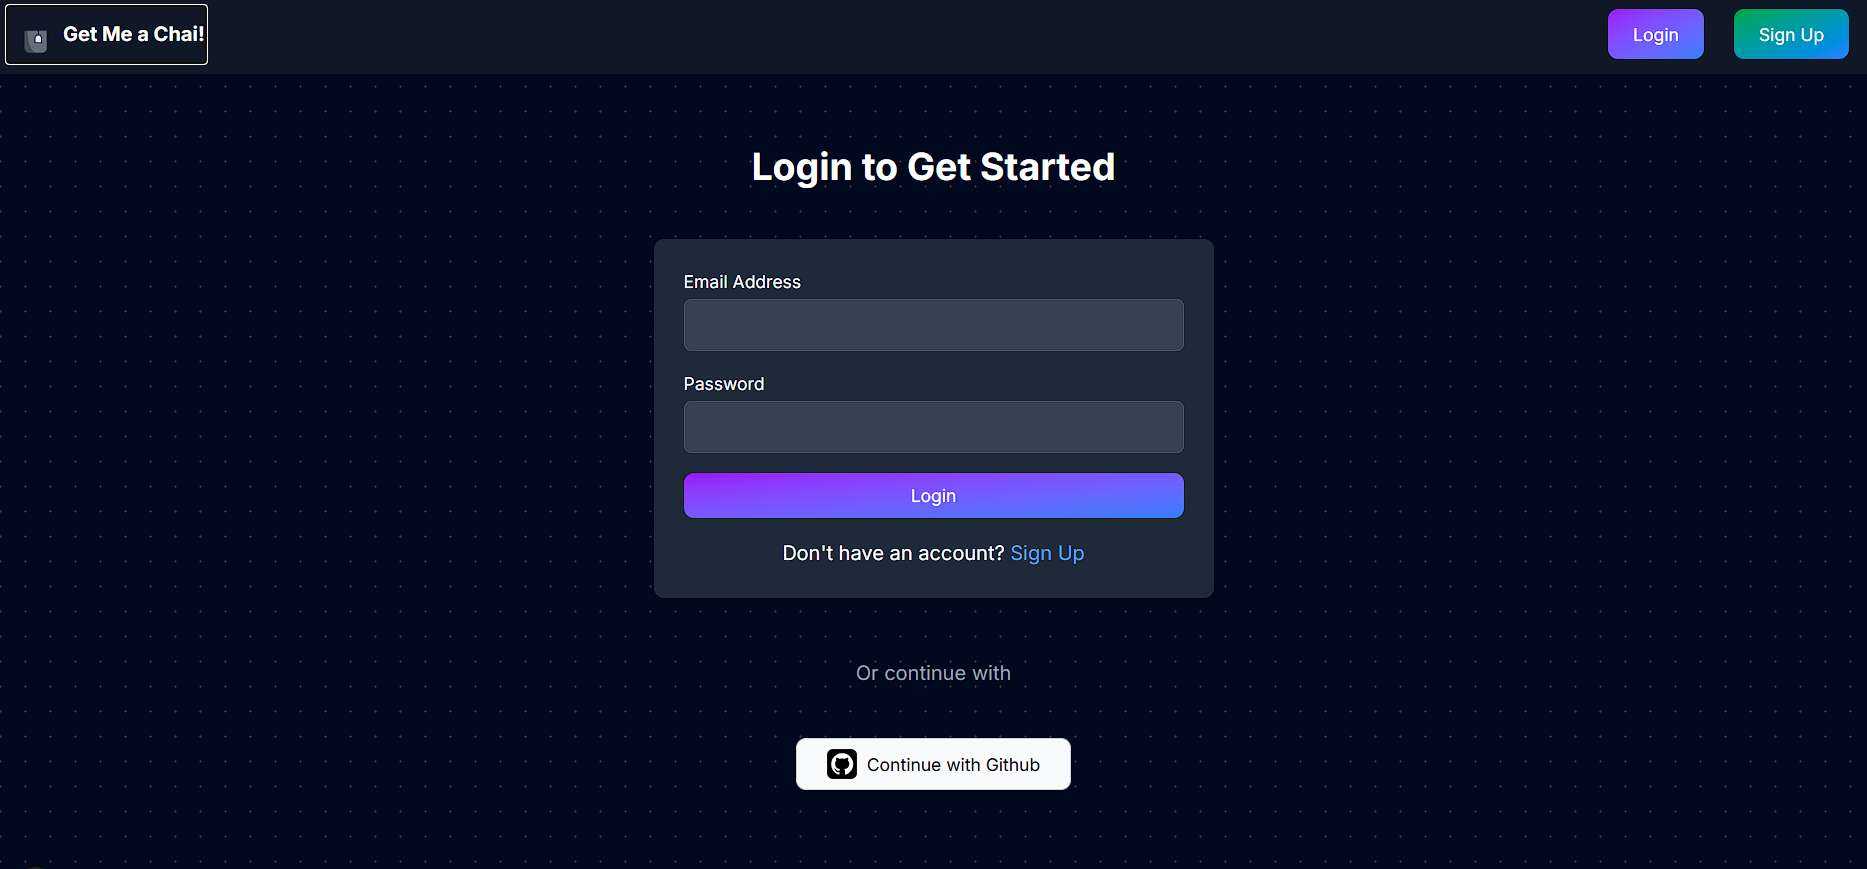 Get Me a Chai!
Login
Sign Up
Login to Get Started
Email Address
Password
Login
Don't have an account? Sign Up
Or continue with
Continue with Github